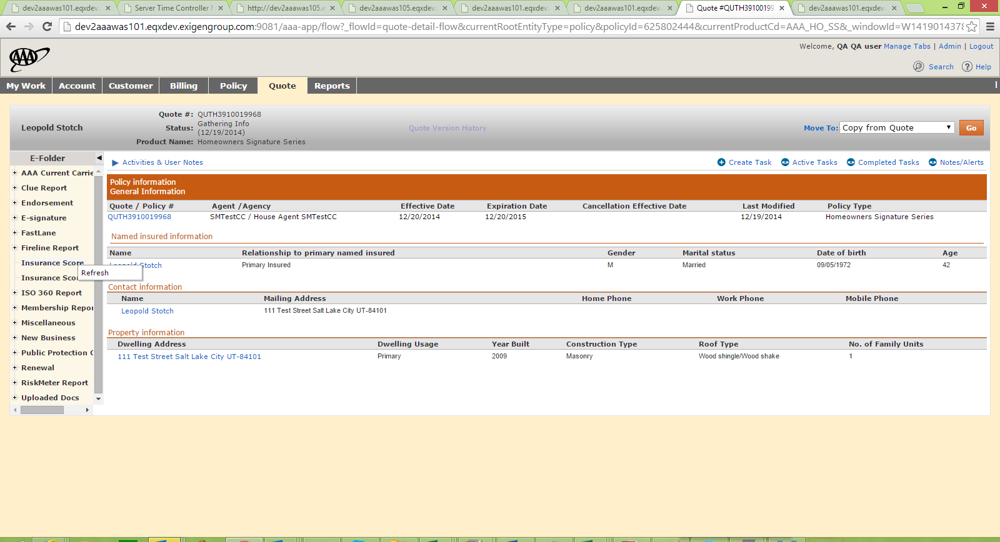 dev2aaawas101.eqxdev.
Server Time Controller
http://dev2aaawas105.e
dev2aaawas105.eqxdev.
dev2aaawas101.eqxdev.
dev2aaawas101.eqxdev.
Quote #QUTH39100199
dev2aaawas101.eqxdev.
dev2aaawas101.eqxdev.exigengroup.com:9081/aaa-app/flow?_flowId=quote-detail-flow&currentRootEntityType=policy&policyId=625802444&currentProductCd=AAA_HO_SS&_windowId=W1419014378
AAA
Welcome, QA QA user Manage Tabs | Admin | Logout
Search Help
My Work Account Customer Billing Policy Quote Reports
Leopold Stotch
Quote #: QUTH3910019968
Status: Gathering Info
(12/19/2014)
Product Name: Homeowners Signature Series
Quote Version History
Move To: Copy from Quote Go
E-Folder
AAA Current Carrie
Clue Report
Endorsement
E-signature
FastLane
Fireline Report
Insurance Score
Refresh
Insurance Sco
ISO 360 Report
Membership Repor
Miscellaneous
New Business
Public Protection C
Renewal
RiskMeter Report
Uploaded Docs
Activities & User Notes
Create Task Active Tasks Completed Tasks Notes/Alerts
Policy information
General Information
Quote / Policy # Agent /Agency Effective Date Expiration Date Cancellation Effective Date Last Modified Policy Type
QUTH3910019968 SMTestCC / House Agent SMTestCC 12/20/2014 12/20/2015 12/19/2014 Homeowners Signature Series
Named insured information
Name Relationship to primary named insured Gender Marital status Date of birth Age
Leopold Stotch Primary Insured M Married 09/05/1972 42
Contact information
Name Mailing Address Home Phone Work Phone Mobile Phone
Leopold Stotch 111 Test Street Salt Lake City UT-84101
Property information
Dwelling Address Dwelling Usage Year Built Construction Type Roof Type No. of Family Units
111 Test Street Salt Lake City UT-84101 Primary 2009 Masonry Wood shingle/Wood shake 1